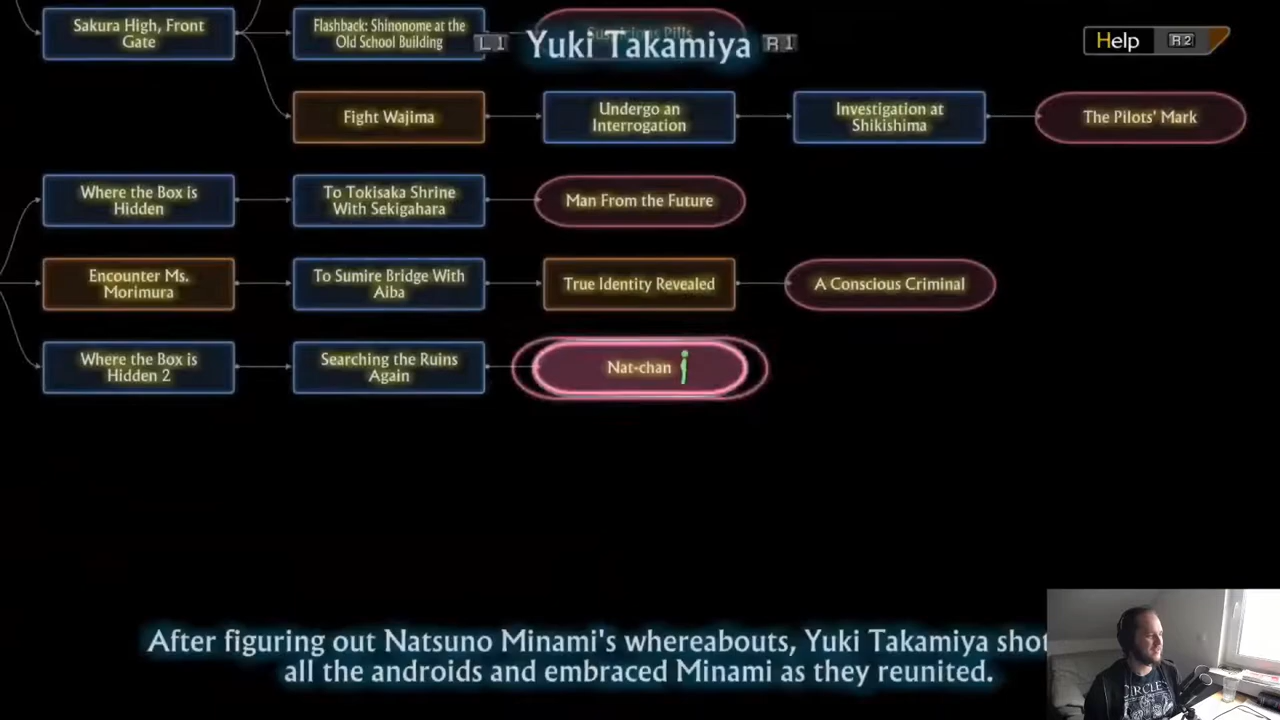 Sakura High, Front
Gate
Flashback: Shinonome at the
Old School Building
Suspicious Pills
L1
Yuki Takamiya
R1
Help
R2
Fight Wajima
Undergo an
Interrogation
Investigation at
Shikishima
The Pilots' Mark
Where the Box is
Hidden
To Tokisaka Shrine
With Sekigahara
Man From the Future
Encounter Ms.
Morimura
To Sumire Bridge With
Aiba
True Identity Revealed
A Conscious Criminal
Where the Box is
Hidden 2
Searching the Ruins
Again
Nat-chan
After figuring out Natsuno Minami's whereabouts, Yuki Takamiya shot
all the androids and embraced Minami as they reunited.
CIRCLE